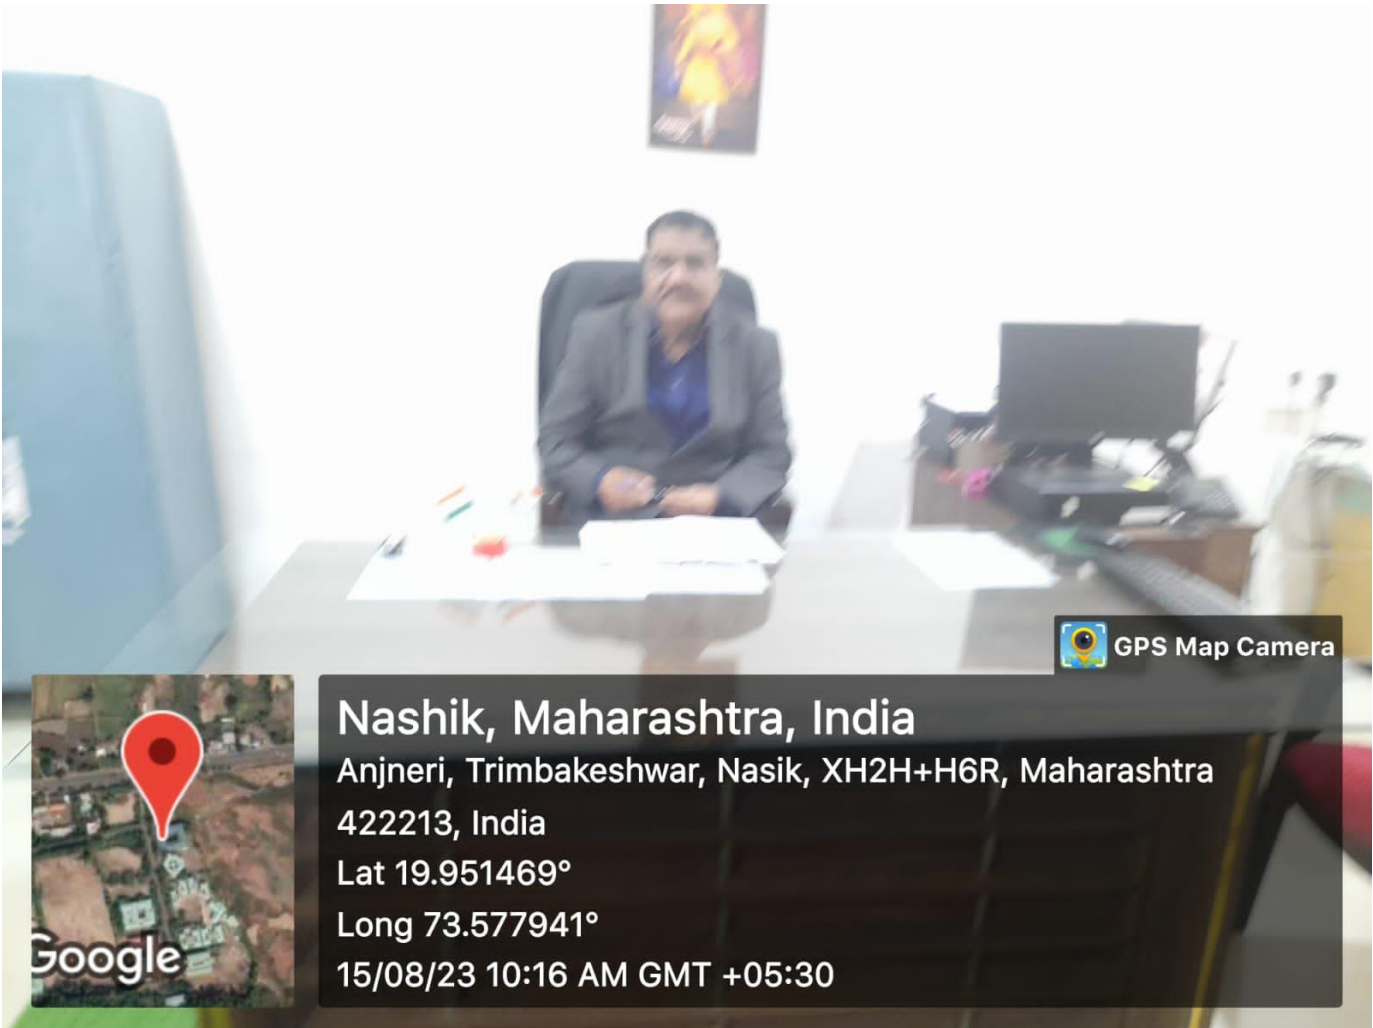 GPS Map Camera
Nashik, Maharashtra, India
Anjneri, Trimbakeshwar, Nasik, XH2H+H6R, Maharashtra
422213, India
Lat 19.951469°
Long 73.577941°
15/08/23 10:16 AM GMT +05:30
Google